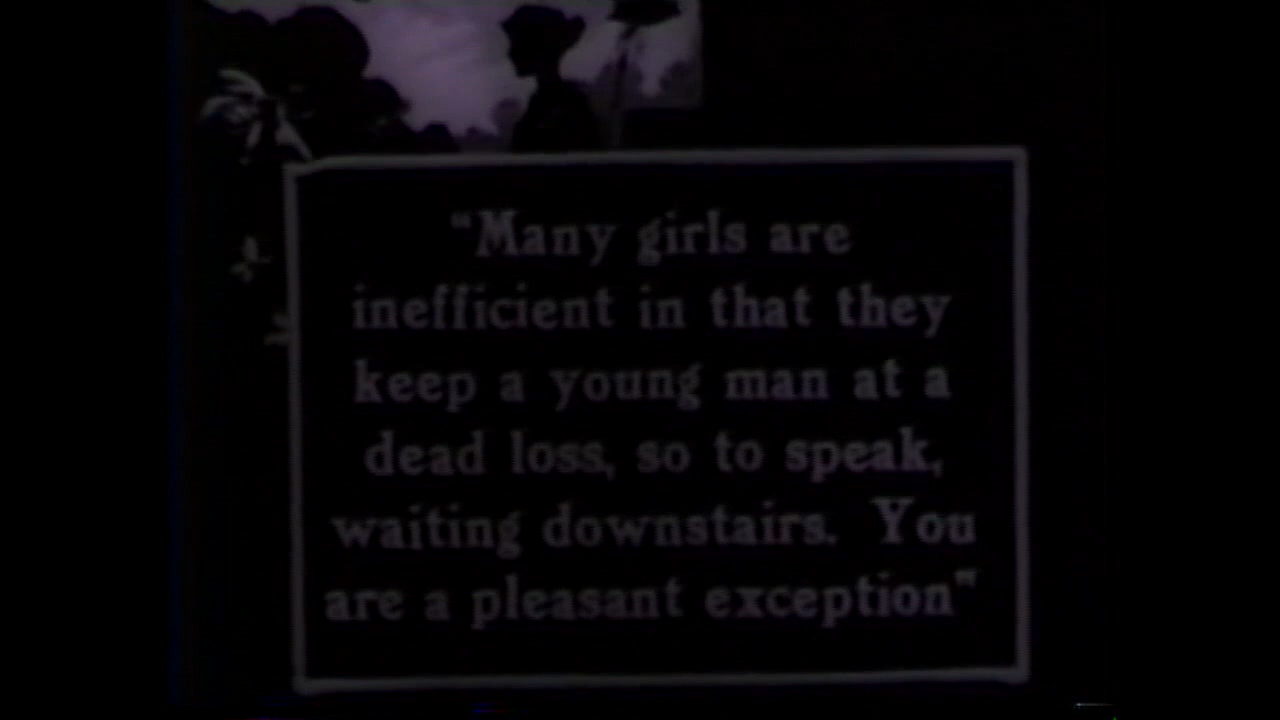 “Many girls are
inefficient in that they
keep a young man at a
dead loss, so to speak,
waiting downstairs. You
are a pleasant exception”